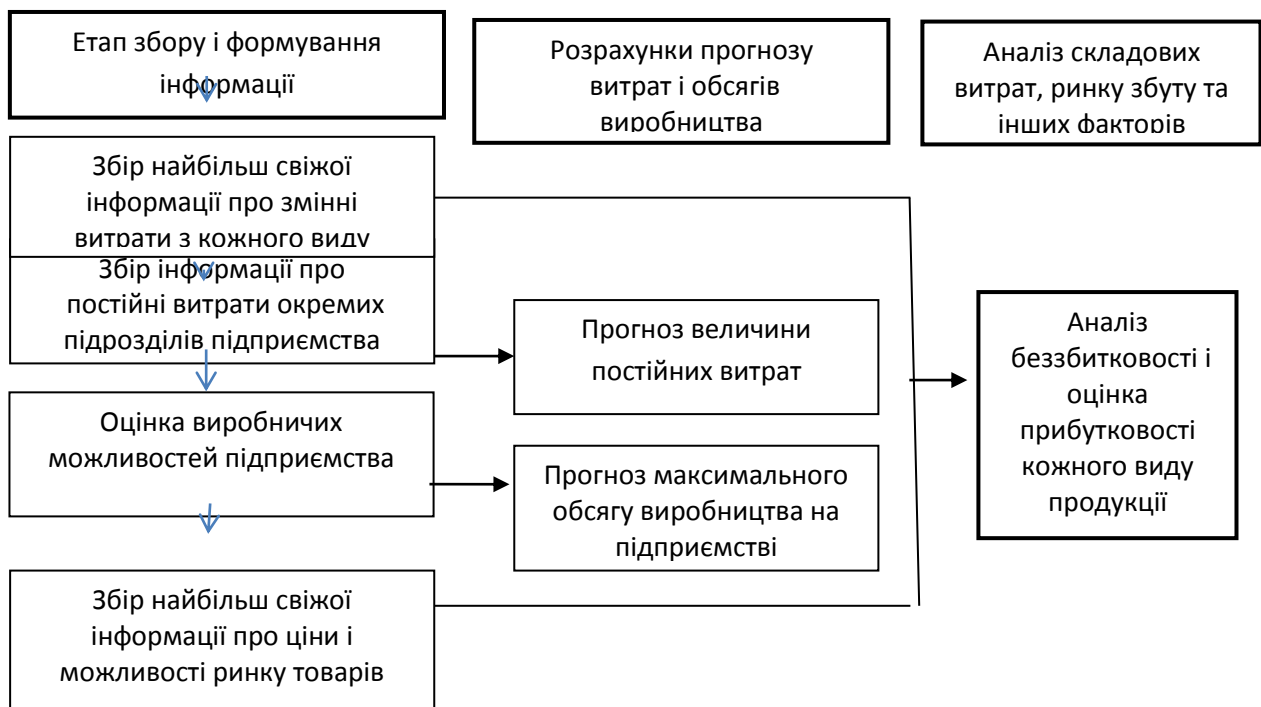 Етап збору і формування
інформації
Розрахунки прогнозу
витрат і обсягів
виробництва
Аналіз складових
витрат, ринку збуту та
інших факторів
Збір найбільш свіжої
інформації про змінні
витрати з кожного виду
Збір інформації про
постійні витрати окремих
підрозділів підприємства
Прогноз величини
постійних витрат
Аналіз
беззбитковості і
оцінка
прибутковості
кожного виду
продукції
Оцінка виробничих
можливостей підприємства
Прогноз максимального
обсягу виробництва на
підприємстві
Збір найбільш свіжої
інформації про ціни і
можливості ринку товарів